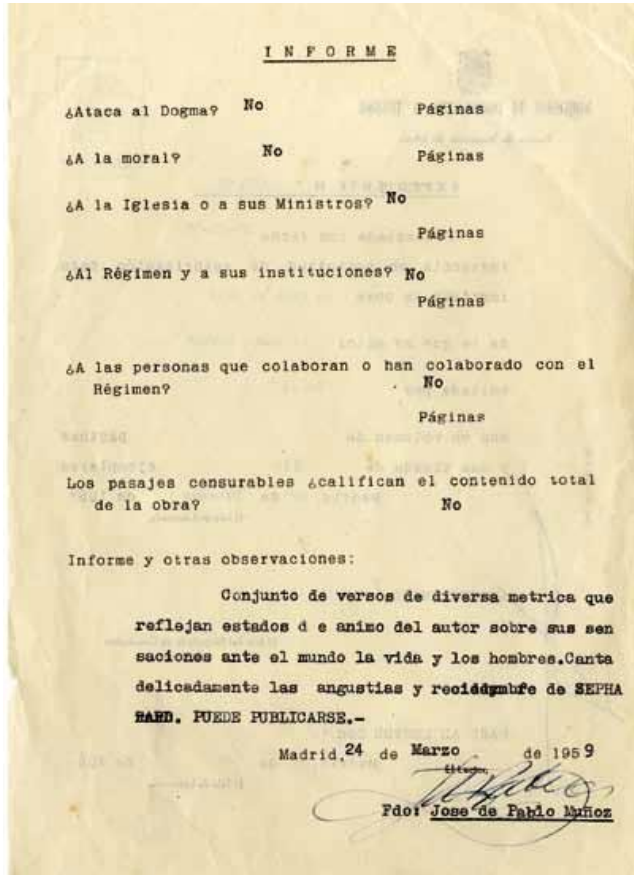 INFORME
¿Ataca al Dogma? No Páginas
¿A la moral? No Páginas
¿A la Iglesia o a sus Ministros? No
Páginas
¿Al Régimen y a sus instituciones? No
Páginas
¿A las personas que colaboran o han colaborado con el
Régimen? No
Páginas
Los pasajes censurables ¿califican el contenido total
de la obra? No
Informe y otras observaciones:
Conjunto de versos de diversa metrica que
reflejan estados d e animo del autor sobre sus sen
saciones ante el mundo la vida y los hombres.Canta
delicadamente las angustias y de SEPHA
RARD. PUEDE PUBLICARSE.-
Madrid, 24 de Marzo de 1959
Fdo: Jose de Pablo Muñoz